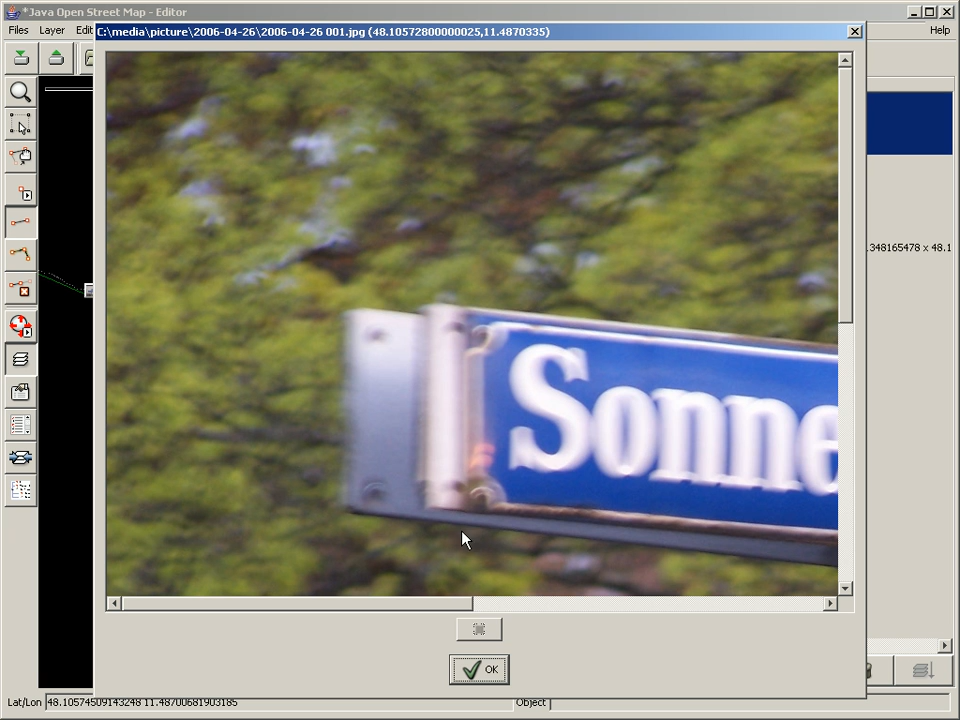 *Java Open Street Map - Editor
Files Layer Edit Help
C:\media\picture\2006-04-26\2006-04-26 001.jpg (48.10572800000025,11.4870335)
.348165478 x 48.1
Sonne
OK
Lat/Lon 48.10574509143248 11.48700681903185 Object